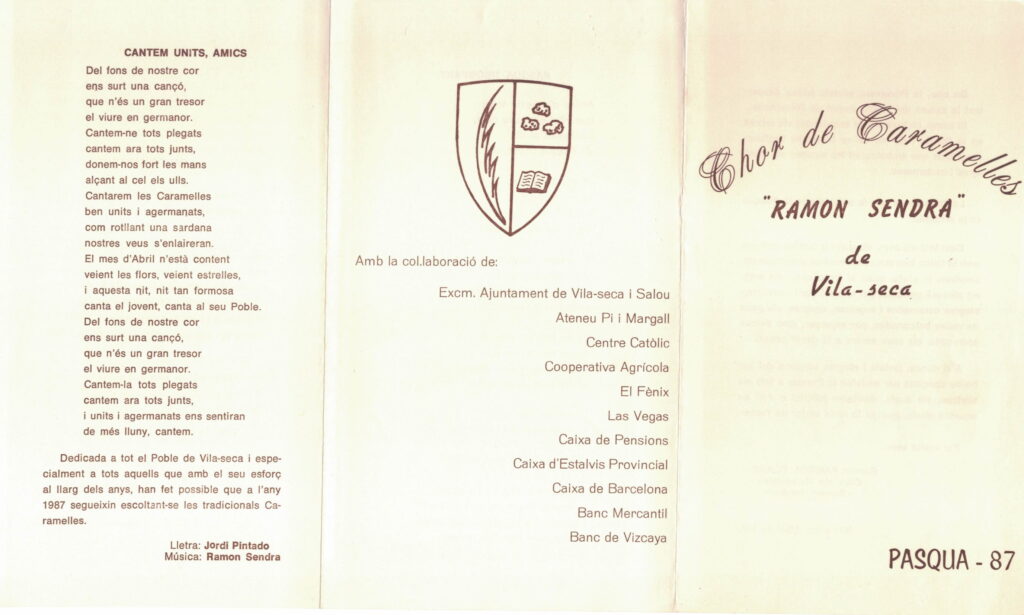 CANTEM UNITS, AMICS
Del fons de nostre cor
ens surt una cançó,
que n'és un gran tresor
el viure en germanor.
Cantem-ne tots plegats
cantem ara tots junts,
donem-nos fort les mans
alçant al cel els ulls.
Cantarem les Caramelles
ben units i agermanats,
com rotllant una sardana
nostres veus s'enlaireran.
El mes d'Abril n'està content
veient les flors, veient estrelles,
i aquesta nit, nit tan formosa
canta el jovent, canta al seu Poble.
Del fons de nostre cor
ens surt una cançó,
que n'és un gran tresor
el viure en germanor.
Cantem-la tots plegats
cantem ara tots junts,
i units i agermanats ens sentiran
de més lluny, cantem.
Dedicada a tot el Poble de Vila-seca i espe-
cialment a tots aquells que amb el seu esforç
al llarg dels anys, han fet possible que a l'any
1987 segueixin escoltant-se les tradicionals Ca-
ramelles.
Lletra: Jordi Pintado
Música: Ramon Sendra
Amb la col.laboració de:
Excm. Ajuntament de Vila-seca i Salou
Ateneu Pi i Margall
Centre Catòlic
Cooperativa Agrícola
El Fènix
Las Vegas
Caixa de Pensions
Caixa d'Estalvis Provincial
Caixa de Barcelona
Banc Mercantil
Banc de Vizcaya
Chor de Caramelles
"RAMON SENDRA"
de
Vila-seca
PASQUA - 87